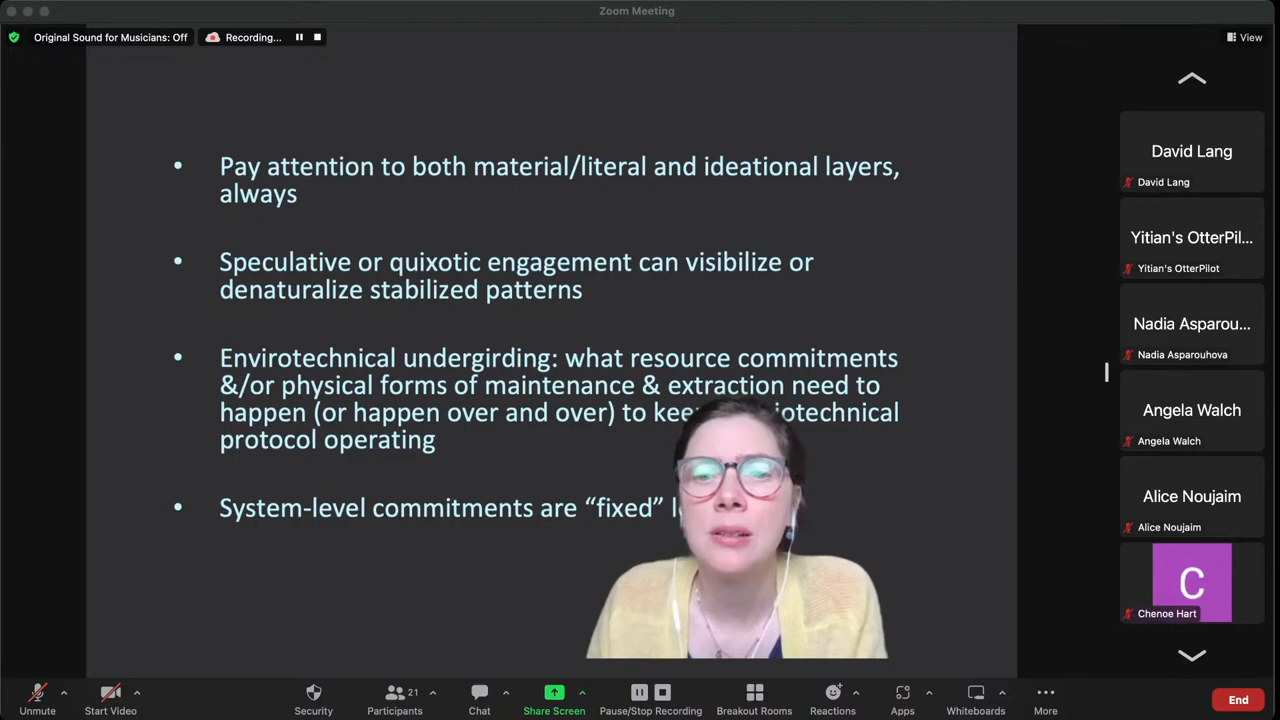 Zoom Meeting
Original Sound for Musicians: Off
Recording...
View
• Pay attention to both material/literal and ideational layers,
always
• Speculative or quixotic engagement can visibilize or
denaturalize stabilized patterns
• Envirotechnical undergirding: what resource commitments
&/or physical forms of maintenance & extraction need to
happen (or happen over and over) to
protocol operating
• System-level commitments are “fixed”
David Lang
David Lang
Yitian's OtterPil...
Yitian's OtterPilot
Nadia Asparou...
Nadia Asparouhova
Angela Walch
Angela Walch
Alice Noujaim
Alice Noujaim
C
Chenoe Hart
Unmute
Start Video
Security
21
Participants
Chat
Share Screen
Pause/Stop Recording
Breakout Rooms
Reactions
Apps
Whiteboards
More
End